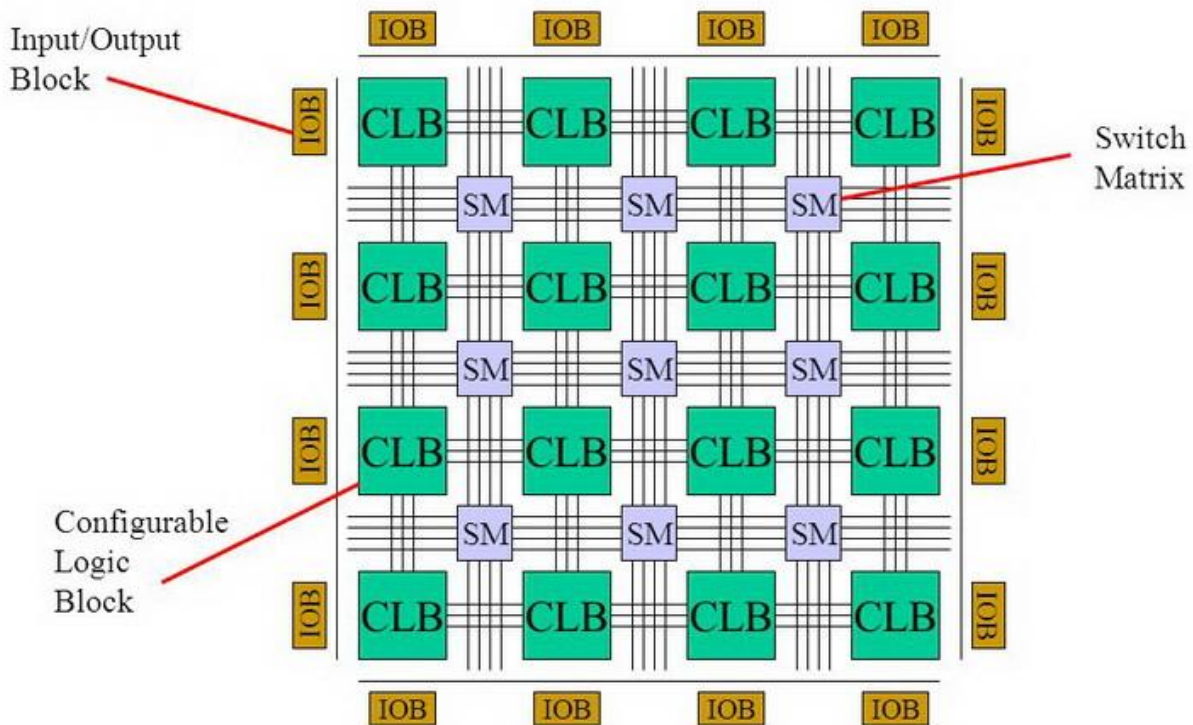 IOB IOB IOB IOB
Input/Output
Block
IOB CLB CLB CLB CLB IOB
Switch
Matrix
SM SM SM
IOB CLB CLB CLB CLB IOB
SM SM SM
IOB CLB CLB CLB CLB IOB
Configurable
Logic
Block
SM SM SM
IOB CLB CLB CLB CLB IOB
IOB IOB IOB IOB